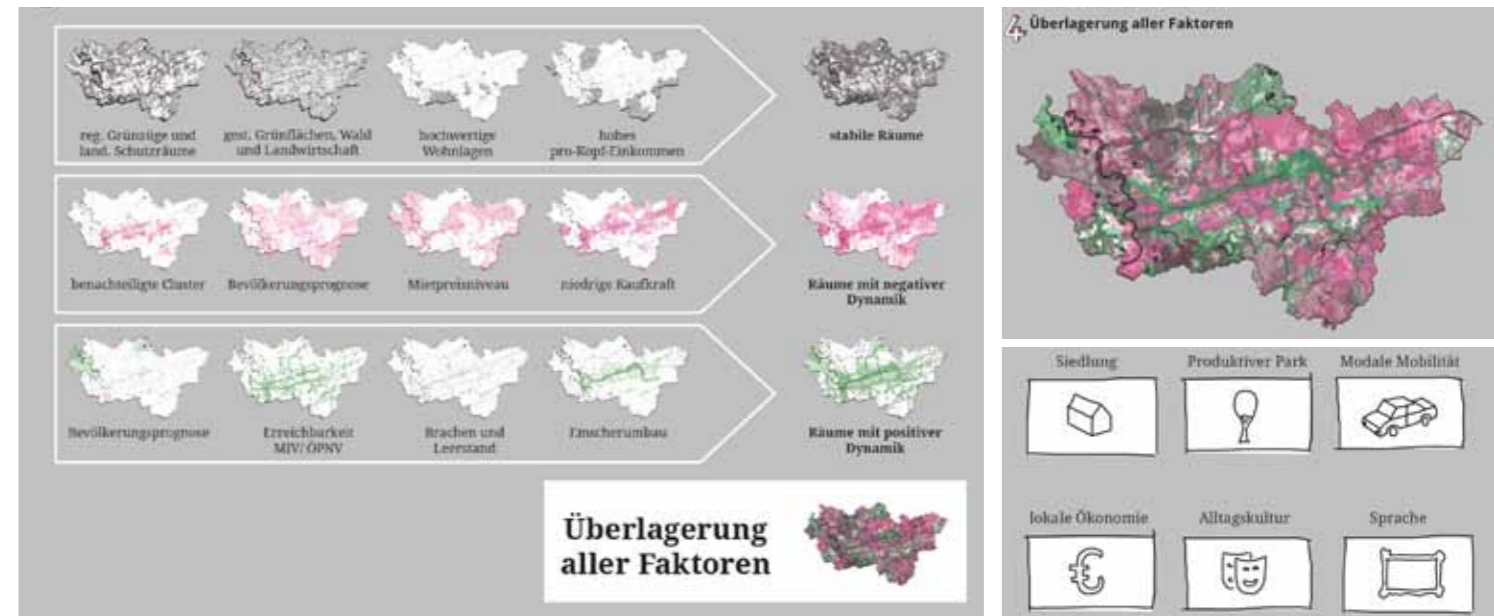 reg. Grünzüge und
land. Schutzräume
gest. Grünflächen, Wald
und Landwirtschaft
hochwertige
Wohnlagen
hohes
pro-Kopf-Einkommen
stabile Räume
benachteiligte Cluster
Bevölkerungsprognose
Mietpreisniveau
niedrige Kaufkraft
Räume mit negativer
Dynamik
Bevölkerungsprognose
Erreichbarkeit
MIV/ ÖPNV
Brachen und
Leerstand
Emscherumbau
Räume mit positiver
Dynamik
Überlagerung
aller Faktoren
4 Überlagerung aller Faktoren
Siedlung
Produktiver Park
Modale Mobilität
lokale Ökonomie
Alltagskultur
Sprache